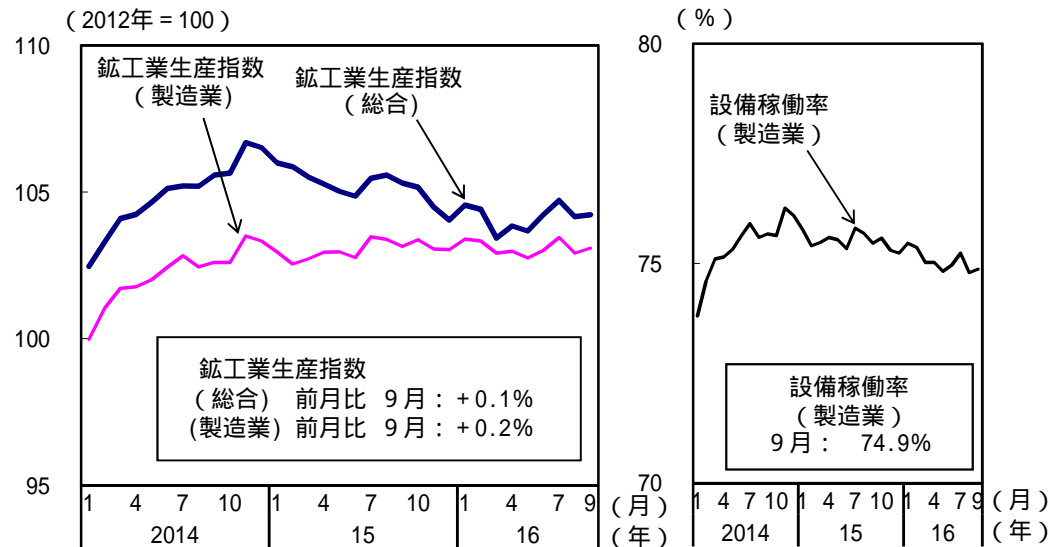 （2012年＝100）
110
105
100
95
鉱工業生産指数
（製造業）
鉱工業生産指数
（総合）
鉱工業生産指数
（総合） 前月比 9月：+0.1%
(製造業) 前月比 9月：+0.2%
1 4 7 10 1 4 7 10 1 4 7 9 （月）
2014 15 16 （年）
（%）
80
75
70
設備稼働率
（製造業）
設備稼働率
（製造業）
9月： 74.9%
1 4 7 10 1 4 7 10 1 4 7 9 （月）
2014 15 16 （年）